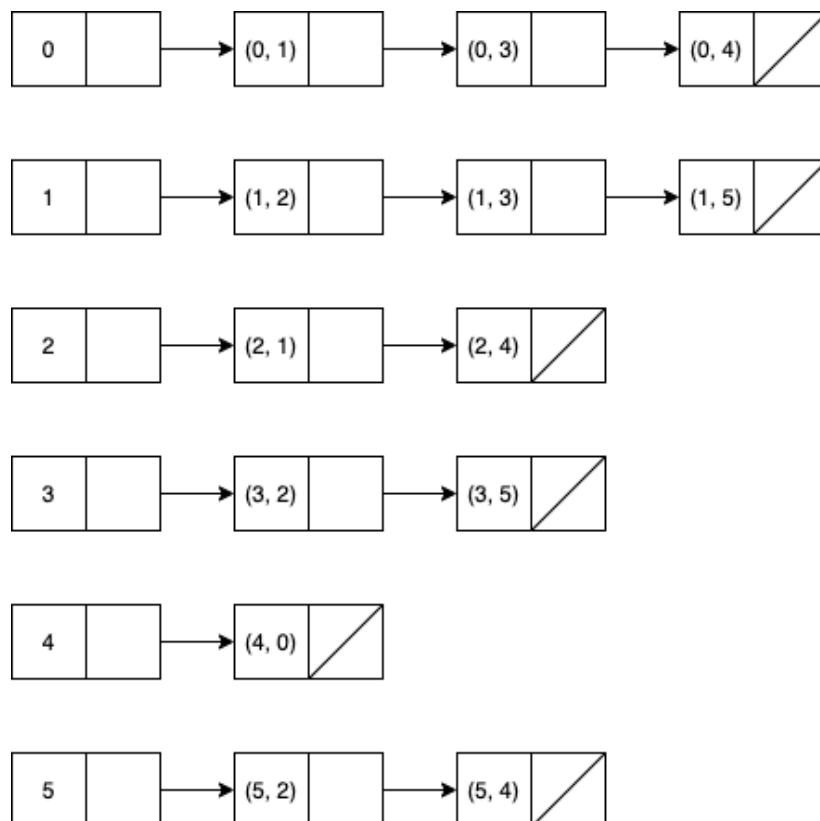 0 (0, 1) (0, 3) (0, 4)
1 (1, 2) (1, 3) (1, 5)
2 (2, 1) (2, 4)
3 (3, 2) (3, 5)
4 (4, 0)
5 (5, 2) (5, 4)